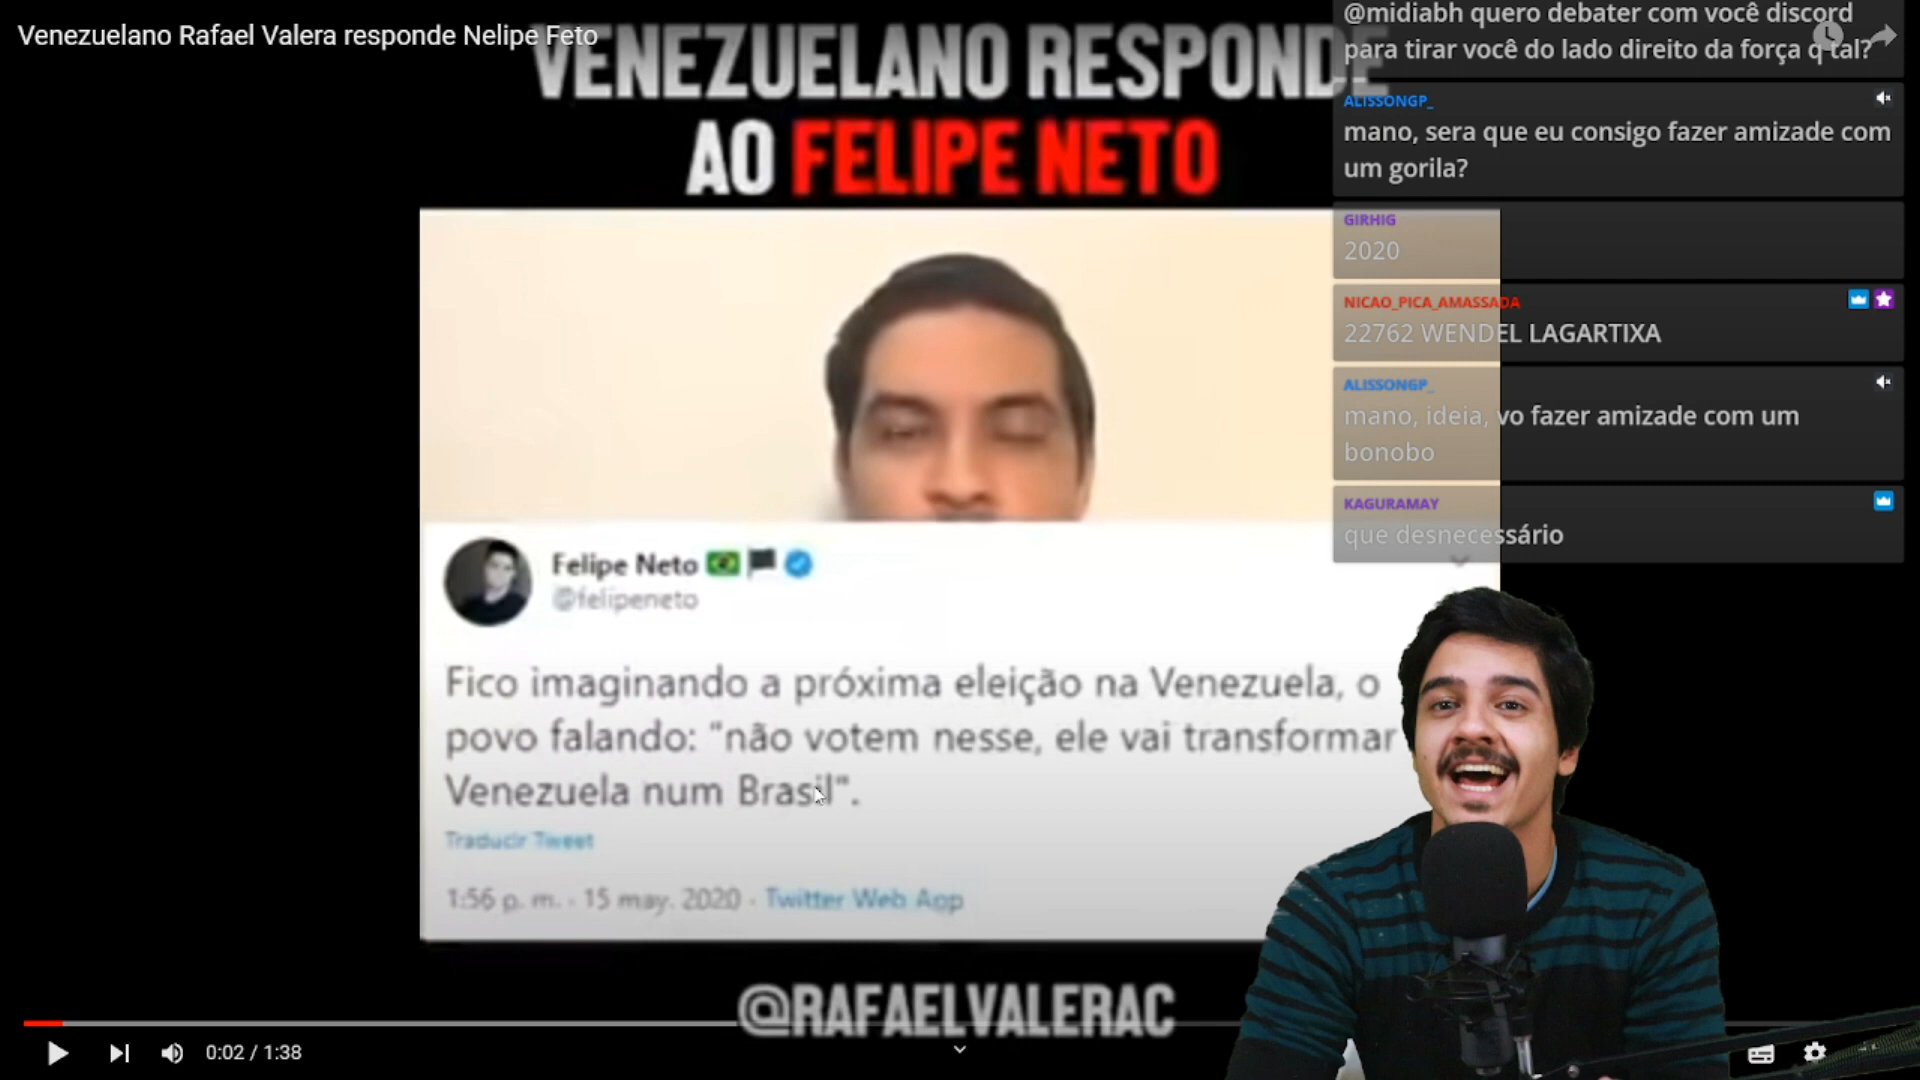 Venezuelano Rafael Valera responde Nelipe Feto
VENEZUELANO RESPONDE
AO FELIPE NETO
@midiabh quero debater com você discord
para tirar você do lado direito da força q tal?
ALISSONGP_
mano, sera que eu consigo fazer amizade com
um gorila?
GIRHIG
2020
NICAO_PICA_AMASSADA
22762 WENDEL LAGARTIXA
ALISSONGP_
mano, ideia, vo fazer amizade com um
bonobo
KAGURAMAY
que desnecessário
Felipe Neto
@felipeneto
Fico imaginando a próxima eleição na Venezuela, o
povo falando: "não votem nesse, ele vai transformar
Venezuela num Brasil".
Traducir Tweet
1:56 p. m. · 15 may. 2020 · Twitter Web App
@RAFAELVALERAC
0:02 / 1:38